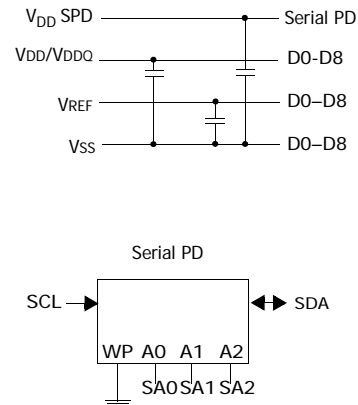 VDD SPD Serial PD
VDD/VDDQ D0-D8
VREF D0–D8
VSS D0–D8
Serial PD
SCL SDA
WP A0 A1 A2
SA0 SA1 SA2